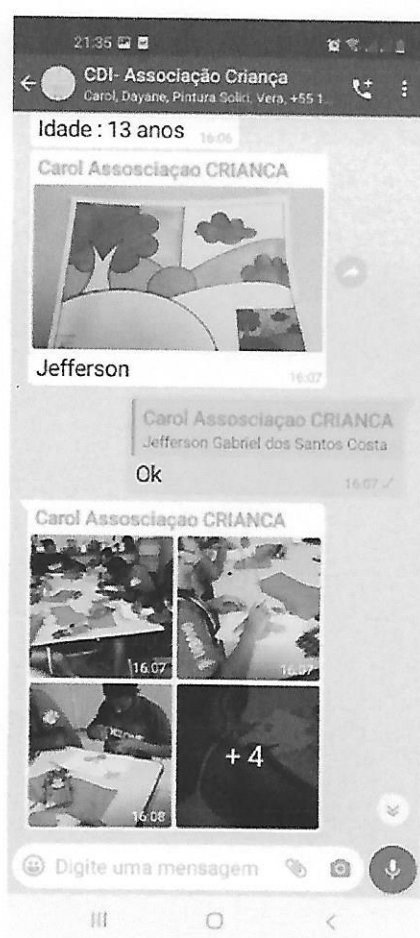 21:35
CDI- Associação Criança
Carol, Dayane, Pintura Solici, Vera, +55 1...
Idade : 13 anos 16:06
Carol Assosciaçao CRIANCA
Jefferson
16:07
Carol Assosciaçao CRIANCA
Jefferson Gabriel dos Santos Costa
Ok
16:07
Carol Assosciaçao CRIANCA
16:07
16:07
16:08
+ 4
Digite uma mensagem